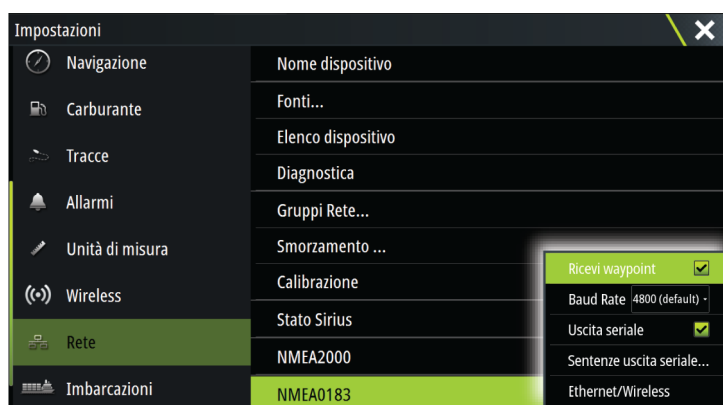 Impostazioni
Navigazione
Carburante
Tracce
Allarmi
Unità di misura
Wireless
Rete
Imbarcazioni
Nome dispositivo
Fonti...
Elenco dispositivo
Diagnostica
Gruppi Rete...
Smorzamento ...
Calibrazione
Stato Sirius
NMEA2000
NMEA0183
Ricevi waypoint
Baud Rate 4800 (default)
Uscita seriale
Sentenze uscita seriale...
Ethernet/Wireless